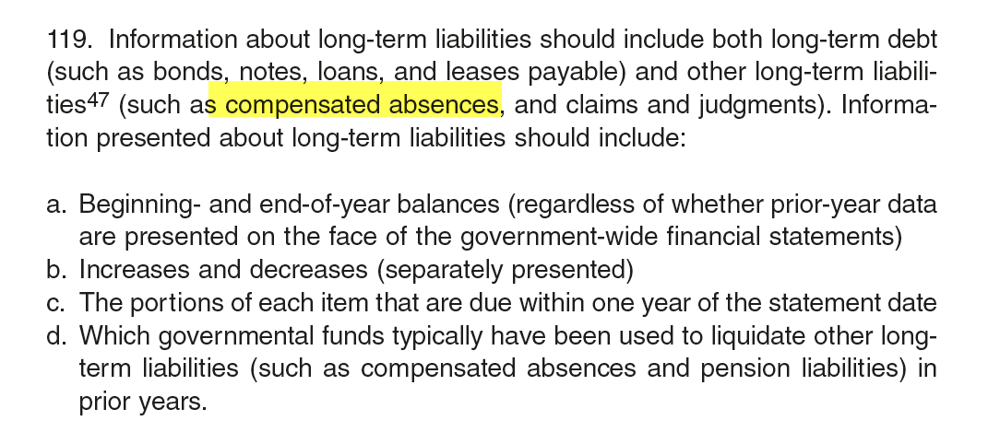 119. Information about long-term liabilities should include both long-term debt
(such as bonds, notes, loans, and leases payable) and other long-term liabili-
ties47 (such as compensated absences, and claims and judgments). Informa-
tion presented about long-term liabilities should include:
a. Beginning- and end-of-year balances (regardless of whether prior-year data
are presented on the face of the government-wide financial statements)
b. Increases and decreases (separately presented)
c. The portions of each item that are due within one year of the statement date
d. Which governmental funds typically have been used to liquidate other long-
term liabilities (such as compensated absences and pension liabilities) in
prior years.